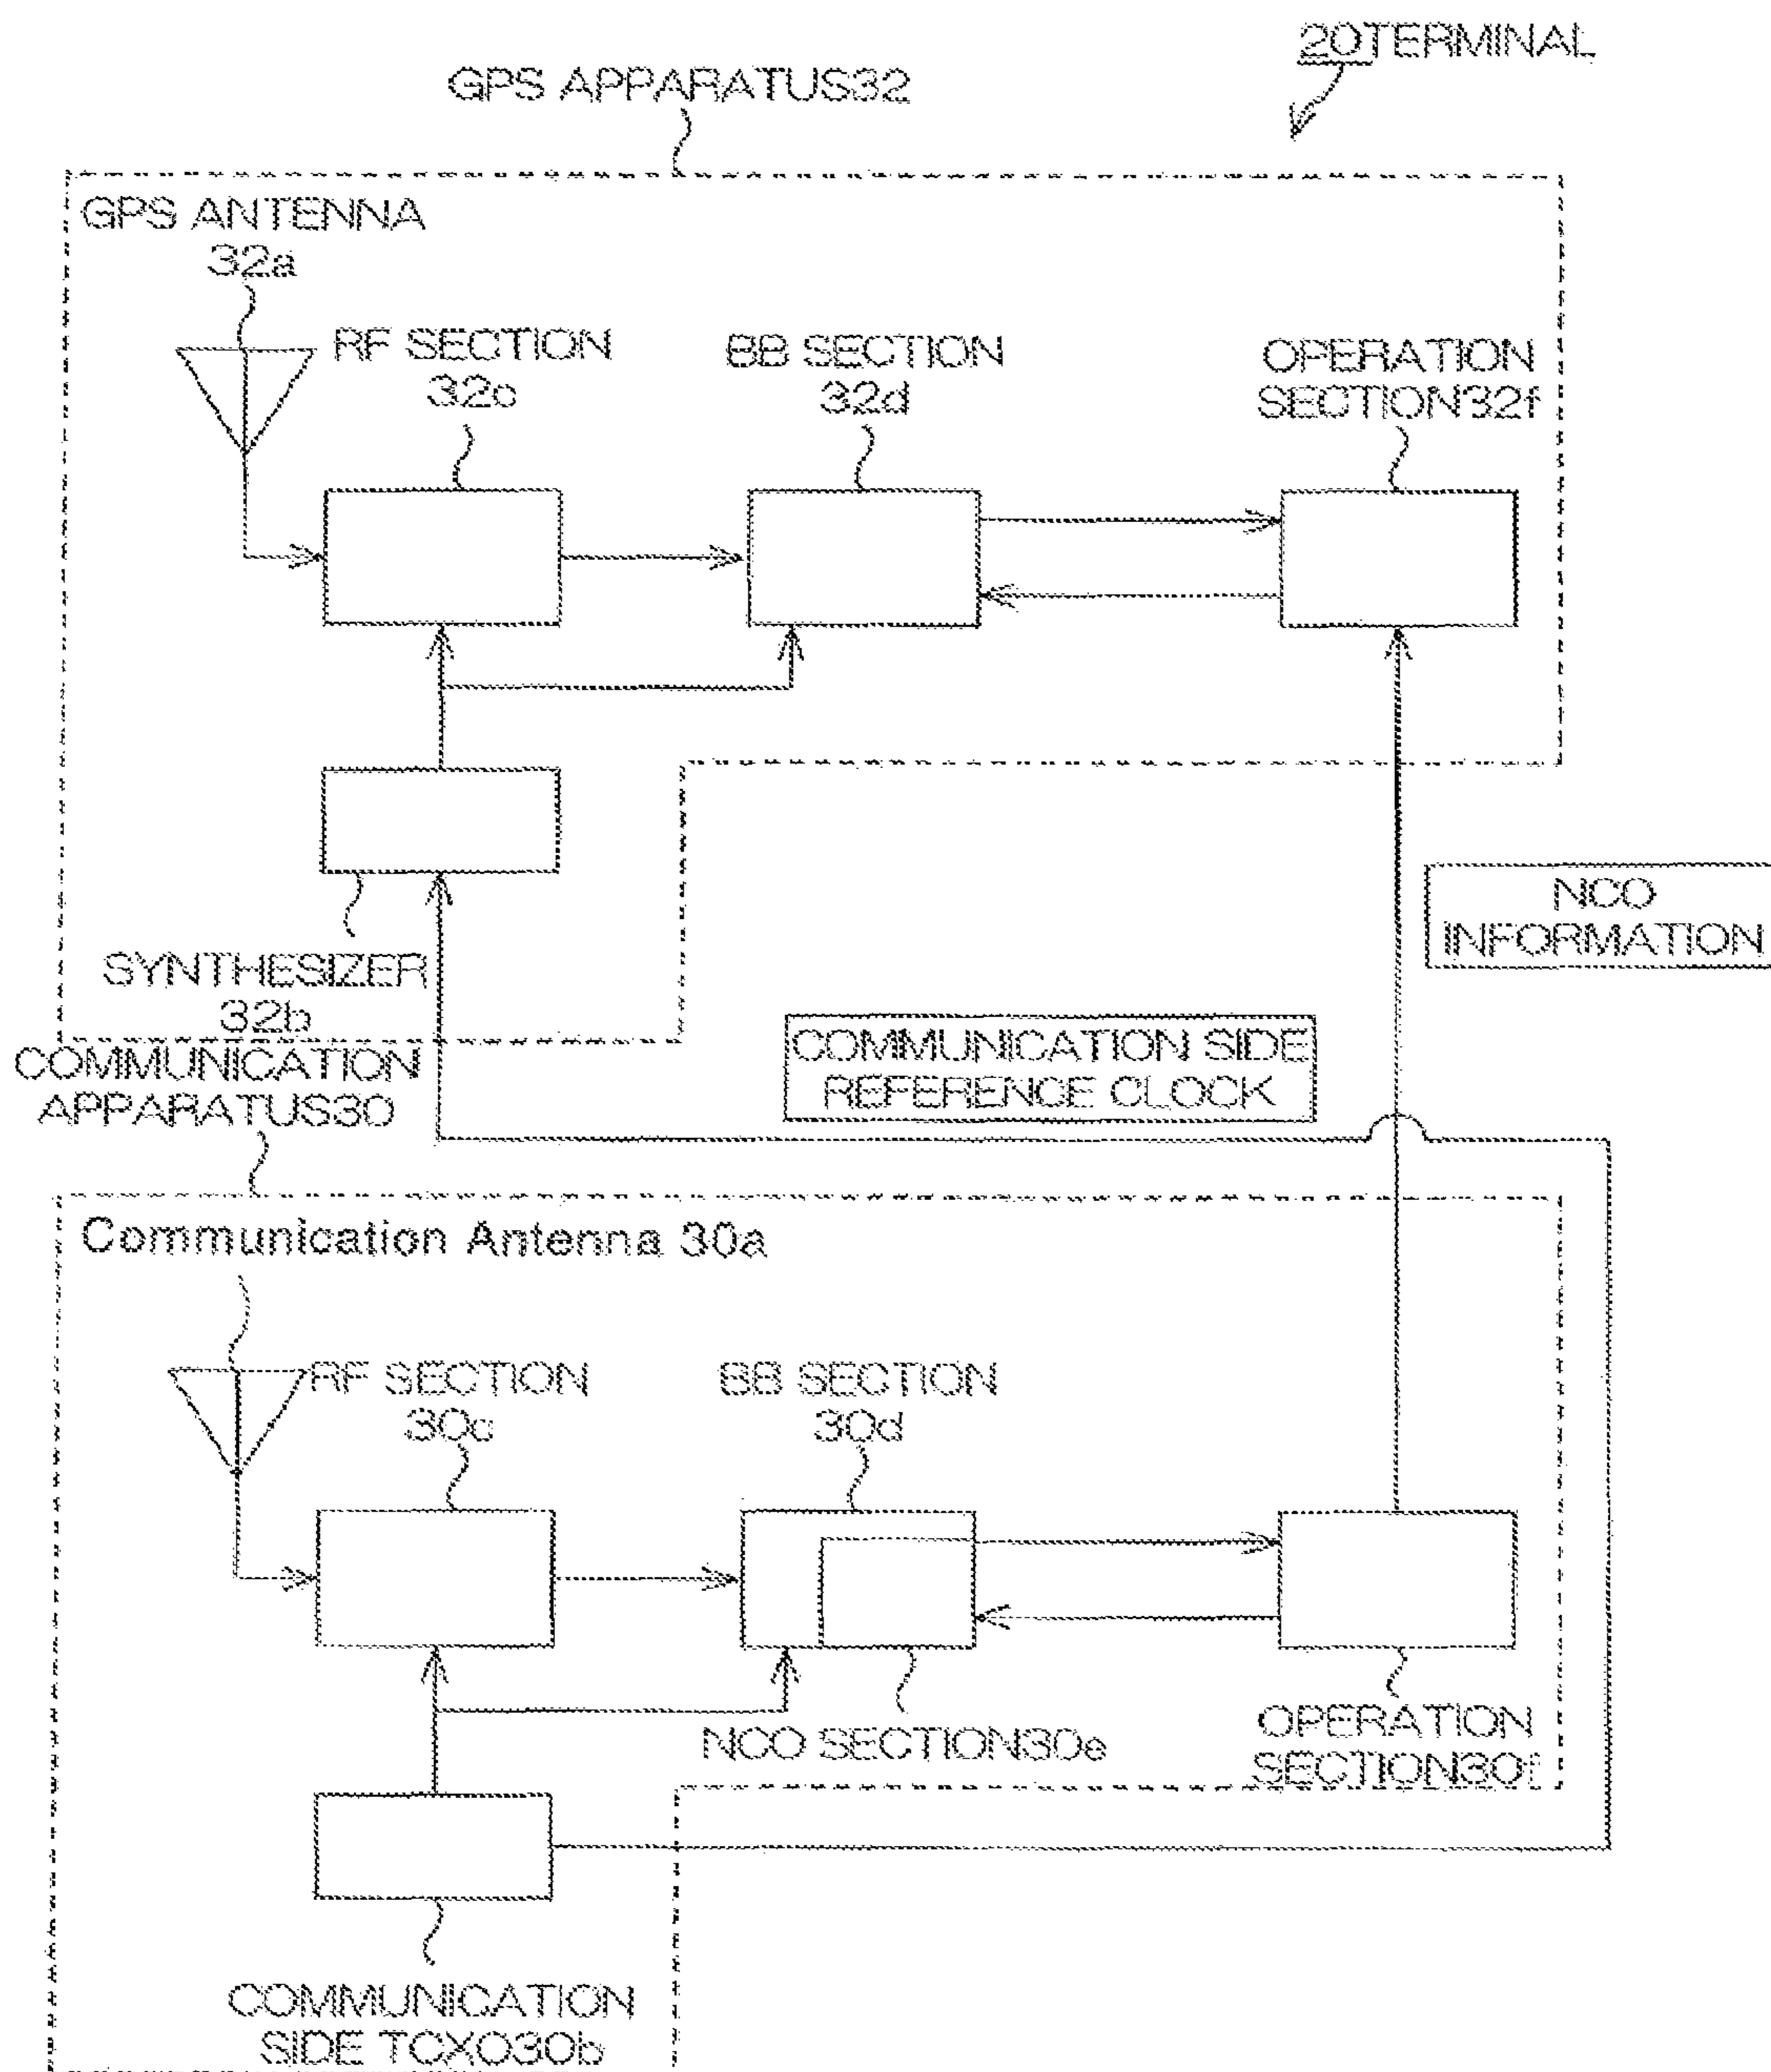 20TERMINAL
GPS APPARATUS32
GPS ANTENNA
32a
RF SECTION
32c
BB SECTION
32d
OPERATION
SECTION32f
SYNTHESIZER
32b
NCO
INFORMATION
COMMUNICATION SIDE
REFERENCE CLOCK
COMMUNICATION
APPARATUS30
Communication Antenna 30a
RF SECTION
30c
BB SECTION
30d
NCO SECTION30e
OPERATION
SECTION30f
COMMUNICATION
SIDE TCXO30b